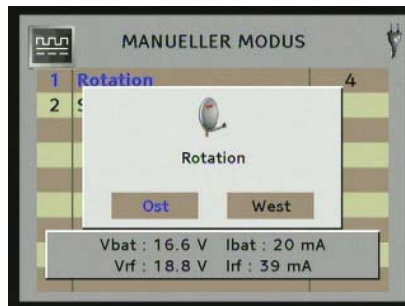 MANUELLER MODUS
1 Rotation 4
2 S
Rotation
Ost West
Vbat : 16.6 V Ibat : 20 mA
Vrf : 18.8 V Irf : 39 mA